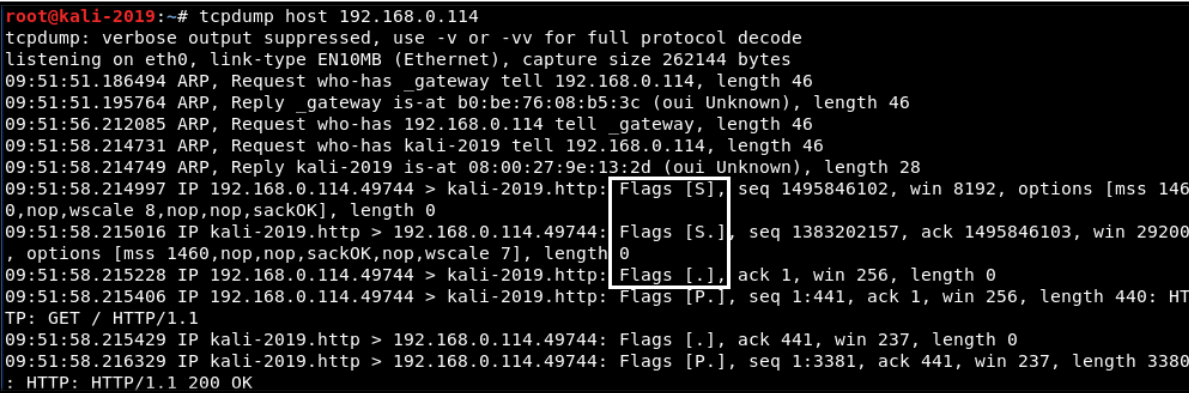 root@kali-2019:~# tcpdump host 192.168.0.114
tcpdump: verbose output suppressed, use -v or -vv for full protocol decode
listening on eth0, link-type EN10MB (Ethernet), capture size 262144 bytes
09:51:51.186494 ARP, Request who-has _gateway tell 192.168.0.114, length 46
09:51:51.195764 ARP, Reply _gateway is-at b0:be:76:08:b5:3c (oui Unknown), length 46
09:51:56.212085 ARP, Request who-has 192.168.0.114 tell _gateway, length 46
09:51:58.214731 ARP, Request who-has kali-2019 tell 192.168.0.114, length 46
09:51:58.214749 ARP, Reply kali-2019 is-at 08:00:27:9e:13:2d (oui Unknown), length 28
09:51:58.214997 IP 192.168.0.114.49744 > kali-2019.http: Flags [S], seq 1495846102, win 8192, options [mss 146
0,nop,wscale 8,nop,nop,sackOK], length 0
09:51:58.215016 IP kali-2019.http > 192.168.0.114.49744: Flags [S.], seq 1383202157, ack 1495846103, win 29200
, options [mss 1460,nop,nop,sackOK,nop,wscale 7], length 0
09:51:58.215228 IP 192.168.0.114.49744 > kali-2019.http: Flags [.], ack 1, win 256, length 0
09:51:58.215406 IP 192.168.0.114.49744 > kali-2019.http: Flags [P.], seq 1:441, ack 1, win 256, length 440: HT
TP: GET / HTTP/1.1
09:51:58.215429 IP kali-2019.http > 192.168.0.114.49744: Flags [.], ack 441, win 237, length 0
09:51:58.216329 IP kali-2019.http > 192.168.0.114.49744: Flags [P.], seq 1:3381, ack 441, win 237, length 3380
: HTTP: HTTP/1.1 200 OK